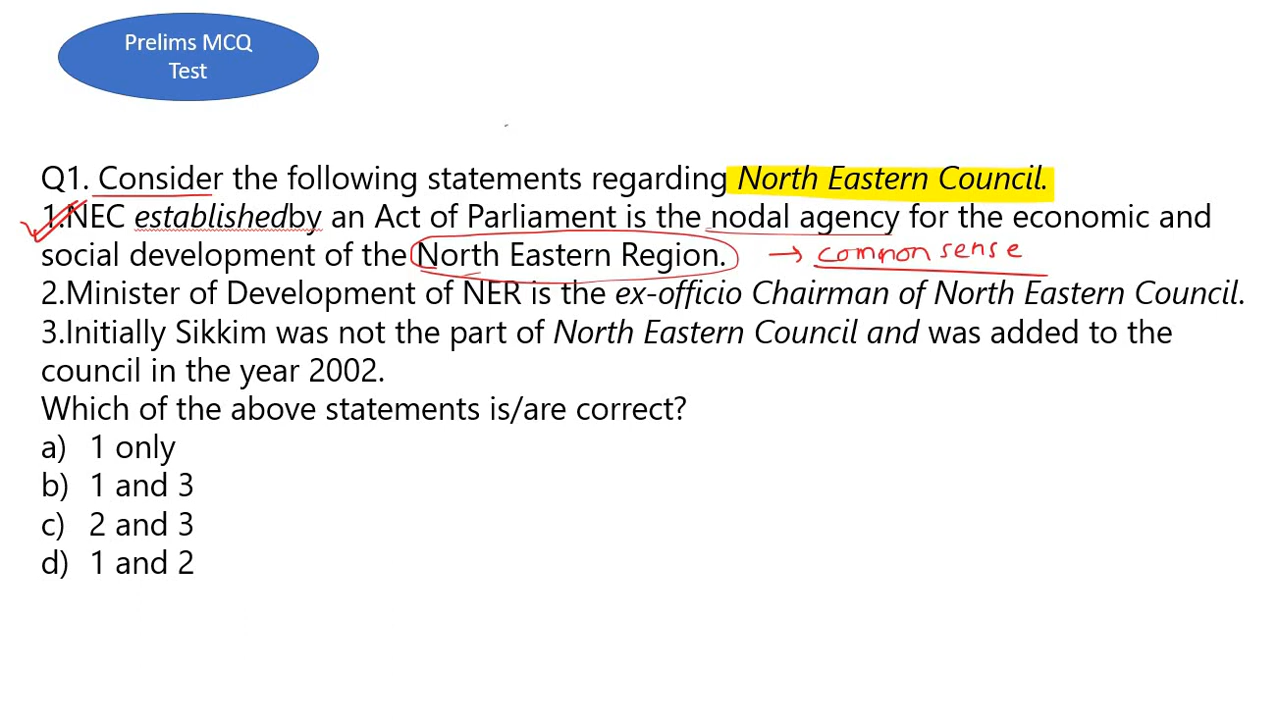 Prelims MCQ
Test
Q1. Consider the following statements regarding North Eastern Council.
1.NEC establishedby an Act of Parliament is the nodal agency for the economic and
social development of the North Eastern Region. → common sense
2.Minister of Development of NER is the ex-officio Chairman of North Eastern Council.
3.Initially Sikkim was not the part of North Eastern Council and was added to the
council in the year 2002.
Which of the above statements is/are correct?
a) 1 only
b) 1 and 3
c) 2 and 3
d) 1 and 2